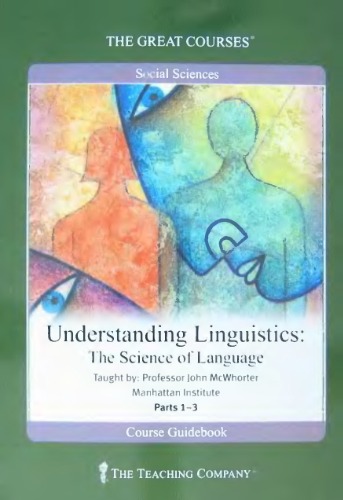 THE GREAT COURSES®
Social Sciences
Understanding Linguistics:
The Science of Language
Taught by: Professor John McWhorter
Manhattan Institute
Parts 1–3
Course Guidebook
THE TEACHING COMPANY®